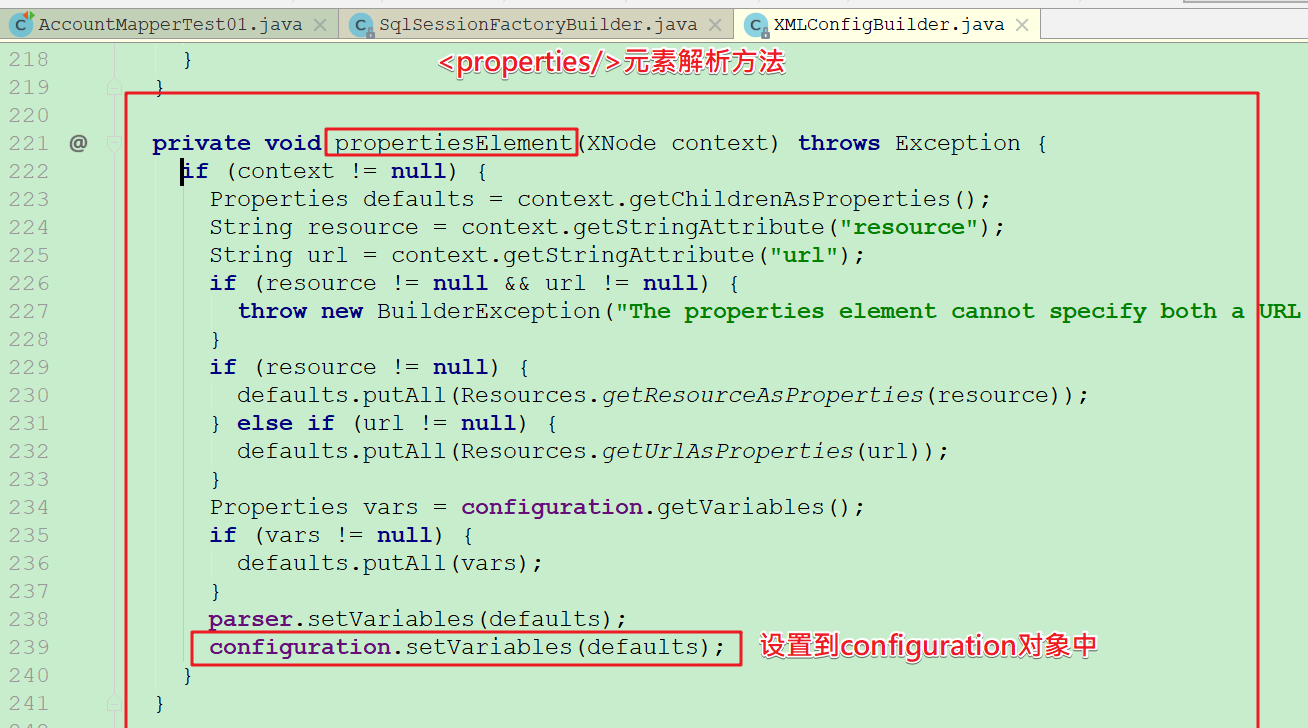 AccountMapperTest01.java SqlSessionFactoryBuilder.java XMLConfigBuilder.java
218 } <properties/>元素解析方法
219 }
220
221 @ private void propertiesElement(XNode context) throws Exception {
222 if (context != null) {
223 Properties defaults = context.getChildrenAsProperties();
224 String resource = context.getStringAttribute("resource");
225 String url = context.getStringAttribute("url");
226 if (resource != null && url != null) {
227 throw new BuilderException("The properties element cannot specify both a URL
228 }
229 if (resource != null) {
230 defaults.putAll(Resources.getResourceAsProperties(resource));
231 } else if (url != null) {
232 defaults.putAll(Resources.getUrlAsProperties(url));
233 }
234 Properties vars = configuration.getVariables();
235 if (vars != null) {
236 defaults.putAll(vars);
237 }
238 parser.setVariables(defaults);
239 configuration.setVariables(defaults); 设置到configuration对象中
240 }
241 }